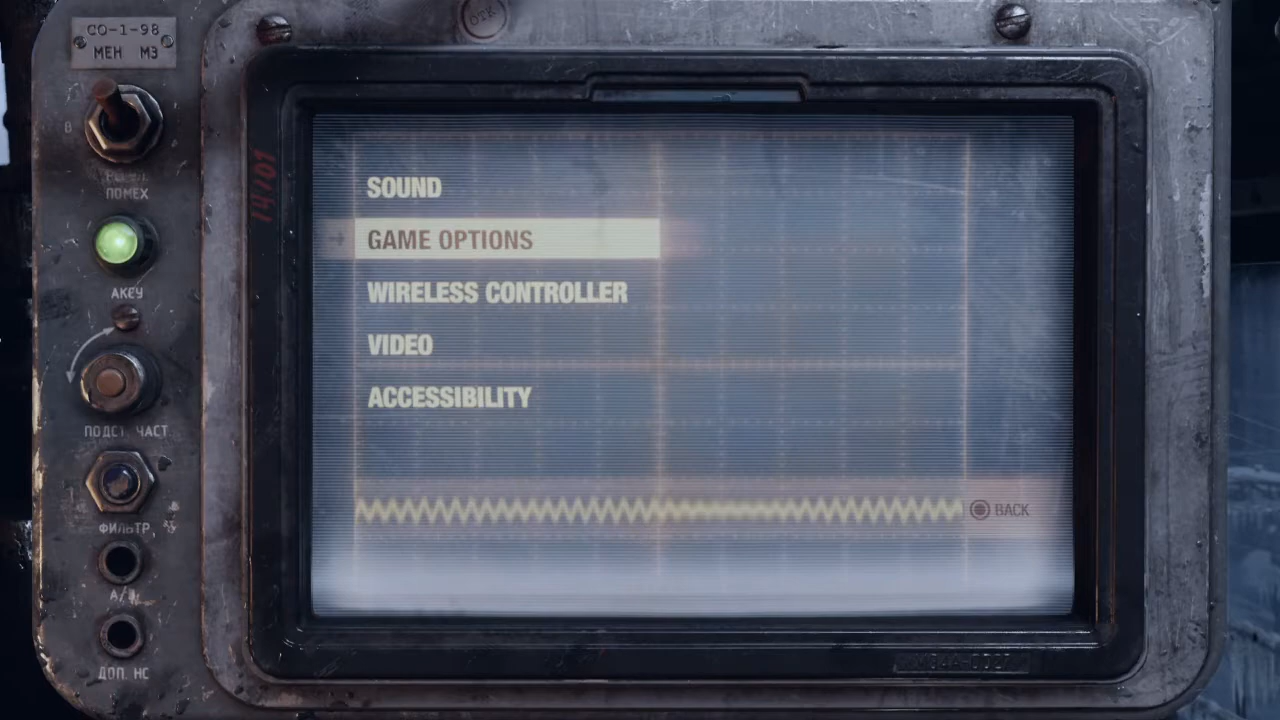 СО-1-98
МЕН МЗ
ОТК
14/01
В
ПОМЕХ
ПОДСТ. ЧАСТ.
ФИЛЬТР
ДОП. НС
SOUND
GAME OPTIONS
WIRELESS CONTROLLER
VIDEO
ACCESSIBILITY
BACK